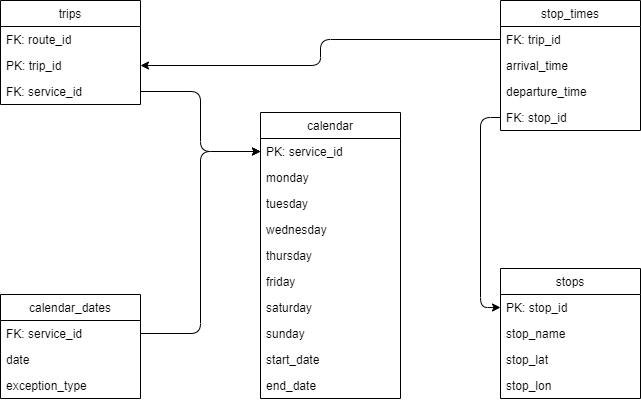 trips
FK: route_id
PK: trip_id
FK: service_id
stop_times
FK: trip_id
arrival_time
departure_time
FK: stop_id
calendar
PK: service_id
monday
tuesday
wednesday
thursday
friday
saturday
sunday
start_date
end_date
calendar_dates
FK: service_id
date
exception_type
stops
PK: stop_id
stop_name
stop_lat
stop_lon